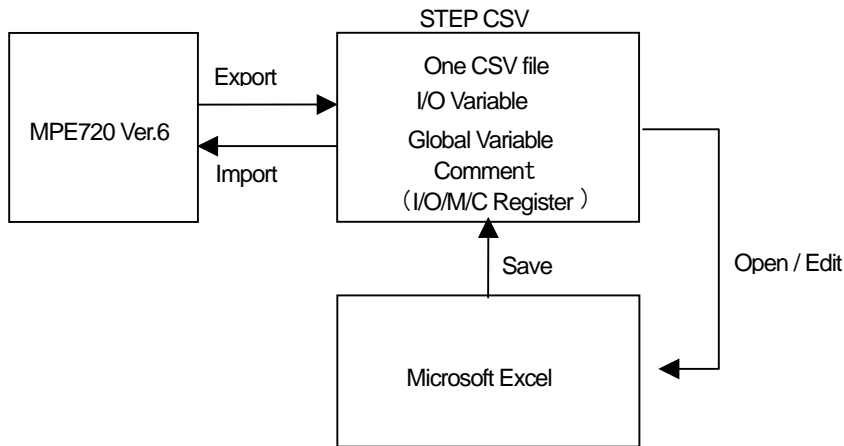 STEP CSV
One CSV file
I/O Variable
Global Variable
Comment
（I/O/M/C Register ）
Export
MPE720 Ver.6
Import
Save
Open / Edit
Microsoft Excel